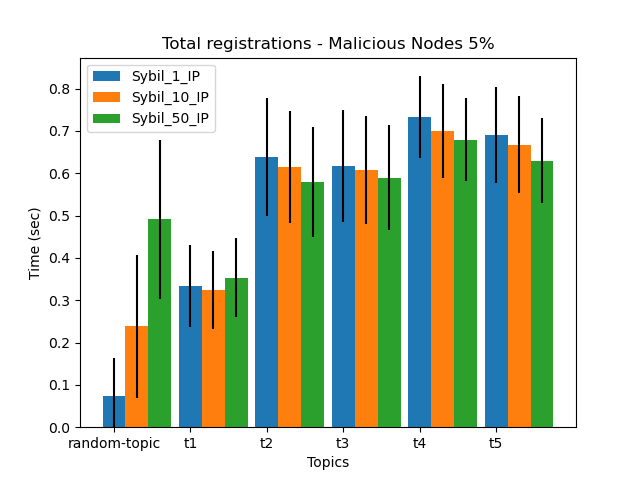 Total registrations - Malicious Nodes 5%
Sybil_1_IP
Sybil_10_IP
Sybil_50_IP
Time (sec)
0.8
0.7
0.6
0.5
0.4
0.3
0.2
0.1
0.0
random-topic t1 t2 t3 t4 t5
Topics